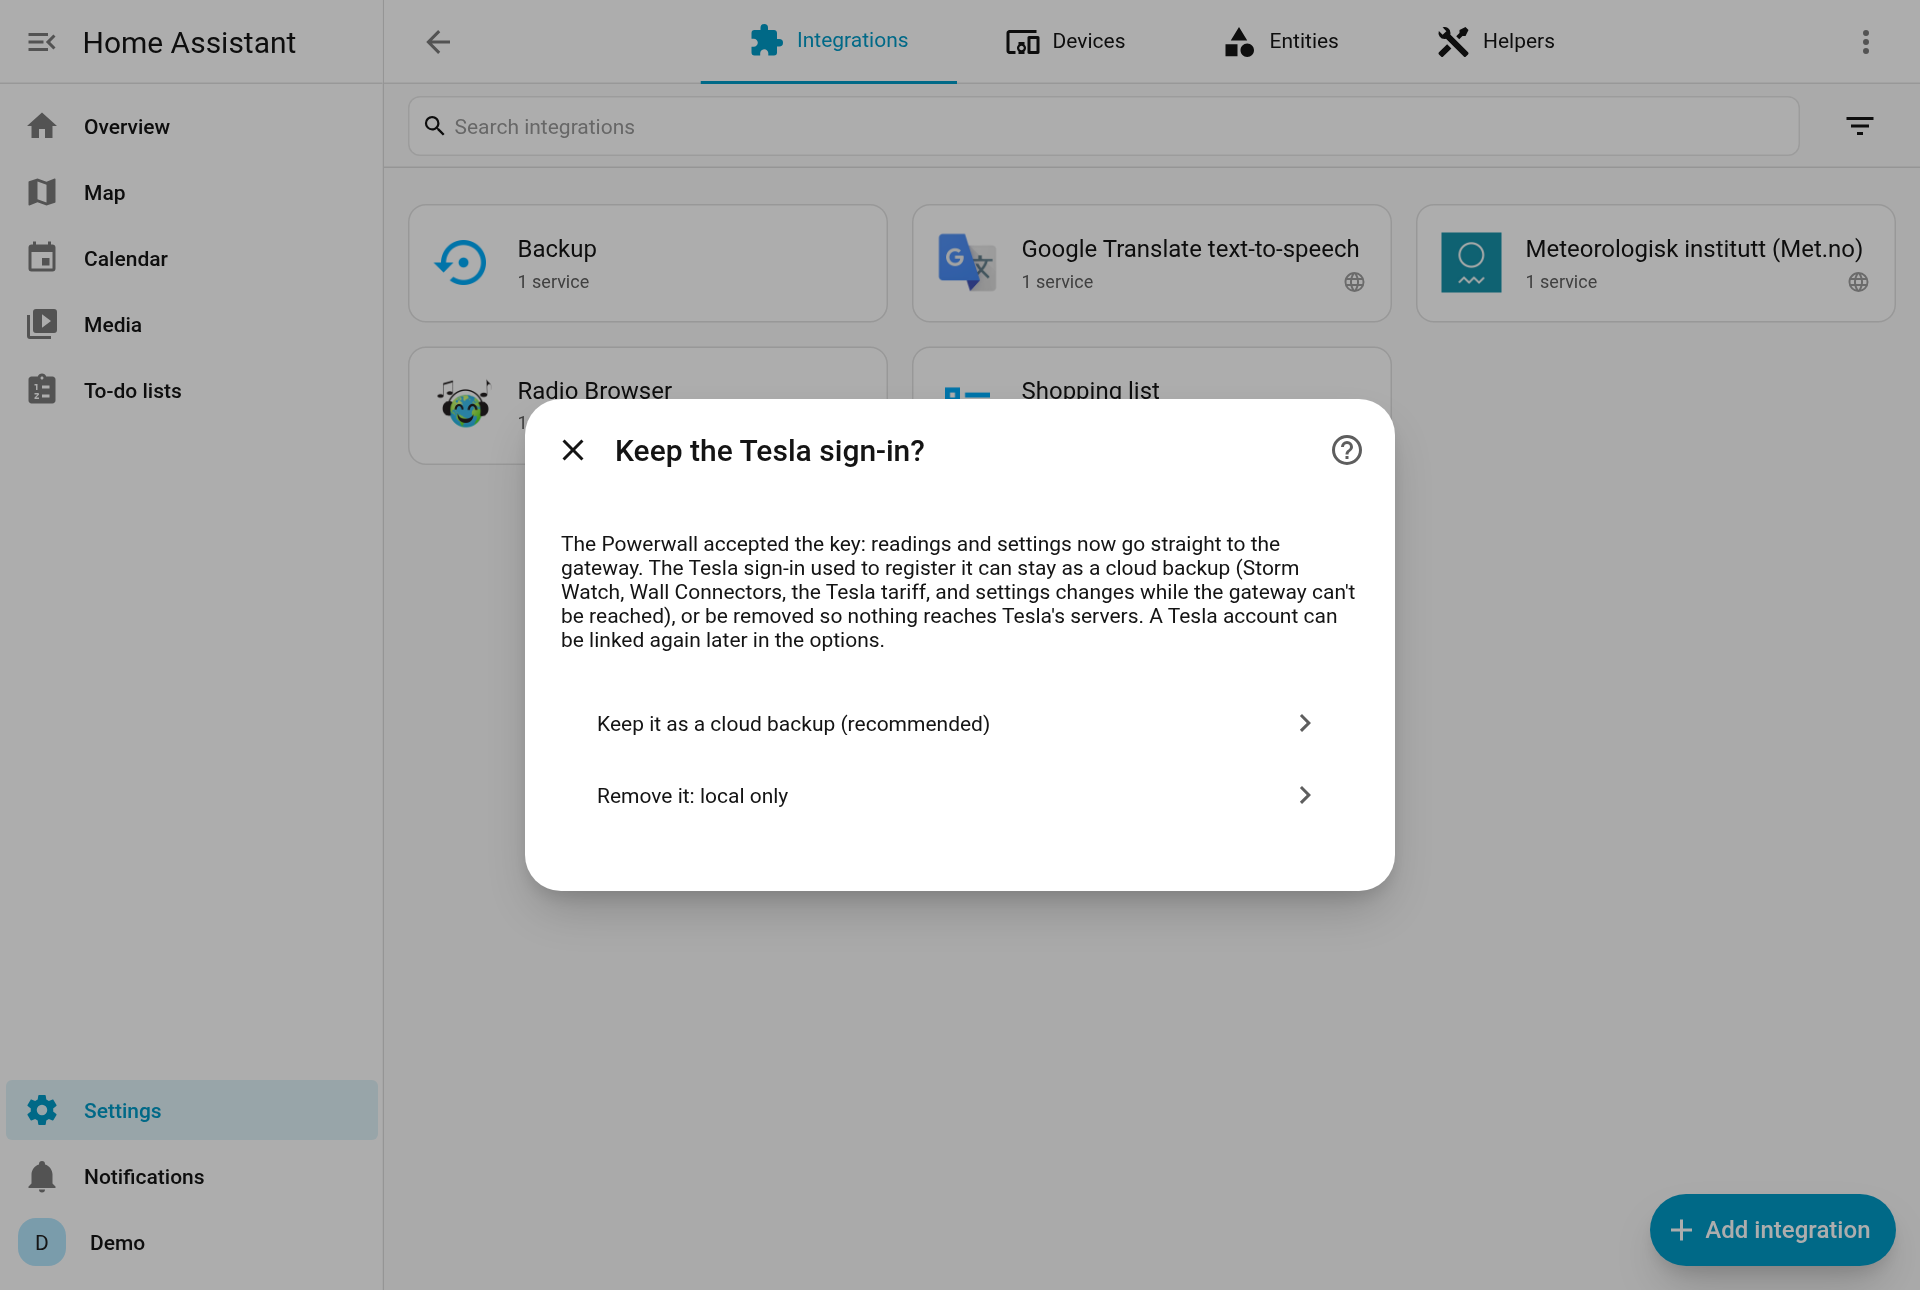 Home Assistant
Overview
Map
Calendar
Media
To-do lists
Settings
Notifications
D
Demo
Integrations
Devices
Entities
Helpers
Search integrations
Backup
1 service
Google Translate text-to-speech
1 service
Meteorologisk institutt (Met.no)
1 service
Radio Browser
1
Shopping list
Keep the Tesla sign-in?
The Powerwall accepted the key: readings and settings now go straight to the
gateway. The Tesla sign-in used to register it can stay as a cloud backup (Storm
Watch, Wall Connectors, the Tesla tariff, and settings changes while the gateway can't
be reached), or be removed so nothing reaches Tesla's servers. A Tesla account can
be linked again later in the options.
Keep it as a cloud backup (recommended)
Remove it: local only
Add integration